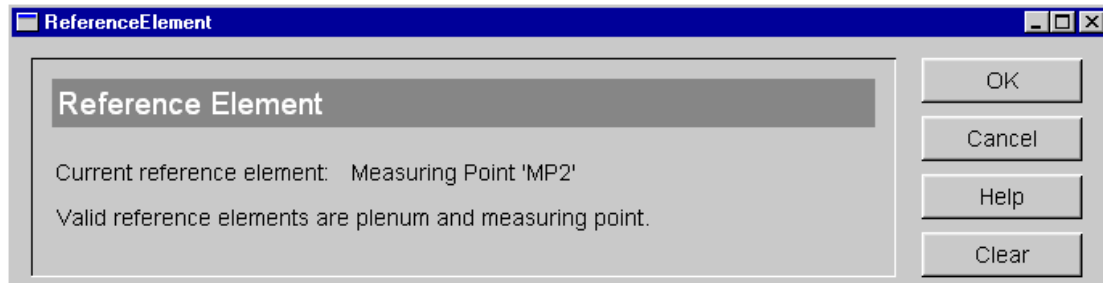 ReferenceElement
Reference Element
Current reference element: Measuring Point 'MP2'
Valid reference elements are plenum and measuring point.
OK
Cancel
Help
Clear